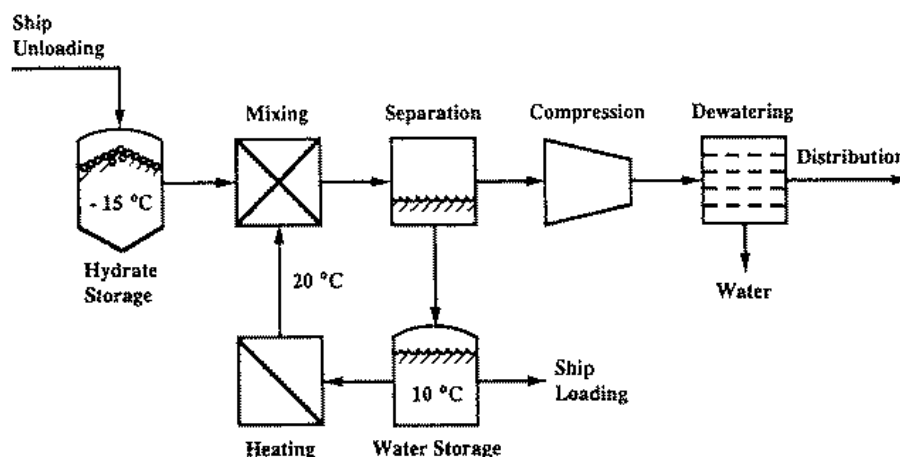 Ship
Unloading
Mixing
Separation
Compression
Dewatering
Distribution
- 15 °C
Hydrate
Storage
20 °C
Water
10 °C
Ship
Loading
Heating
Water Storage